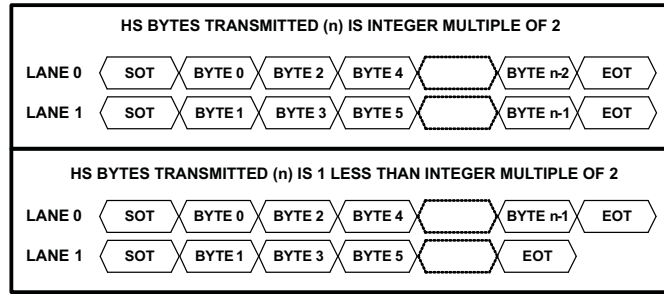 HS BYTES TRANSMITTED (n) IS INTEGER MULTIPLE OF 2
LANE 0 SOT BYTE 0 BYTE 2 BYTE 4 BYTE n-2 EOT
LANE 1 SOT BYTE 1 BYTE 3 BYTE 5 BYTE n-1 EOT
HS BYTES TRANSMITTED (n) IS 1 LESS THAN INTEGER MULTIPLE OF 2
LANE 0 SOT BYTE 0 BYTE 2 BYTE 4 BYTE n-1 EOT
LANE 1 SOT BYTE 1 BYTE 3 BYTE 5 EOT